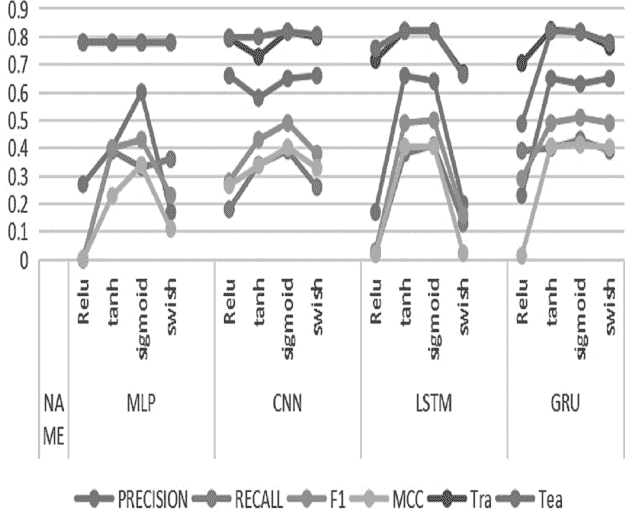 0.9
0.8
0.7
0.6
0.5
0.4
0.3
0.2
0.1
0
Relu
tanh
sigmoid
swish
Relu
tanh
sigmoid
swish
Relu
tanh
sigmoid
swish
Relu
tanh
sigmoid
swish
NA
ME
MLP
CNN
LSTM
GRU
PRECISION
RECALL
F1
MCC
Tra
Tea